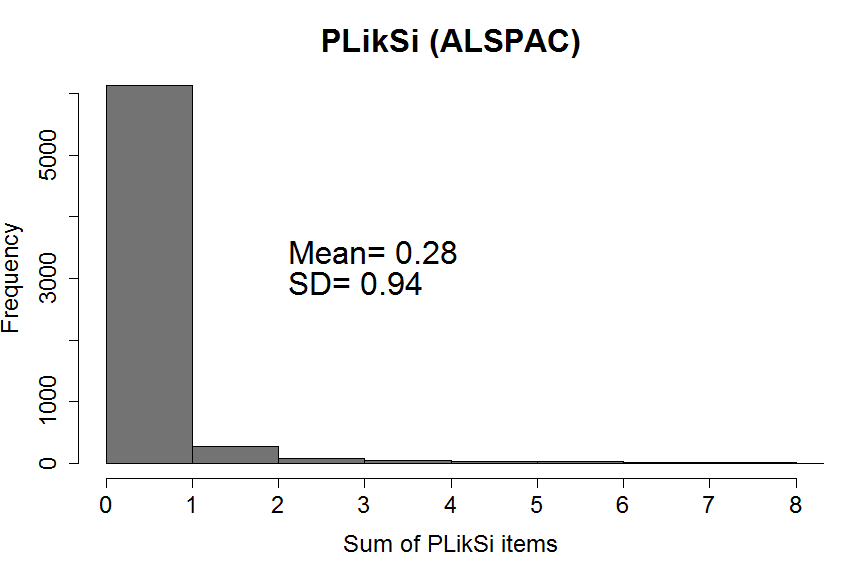 PLikSi (ALSPAC)
5000
3000
1000
0
Frequency
Mean= 0.28
SD= 0.94
0 1 2 3 4 5 6 7 8
Sum of PLikSi items